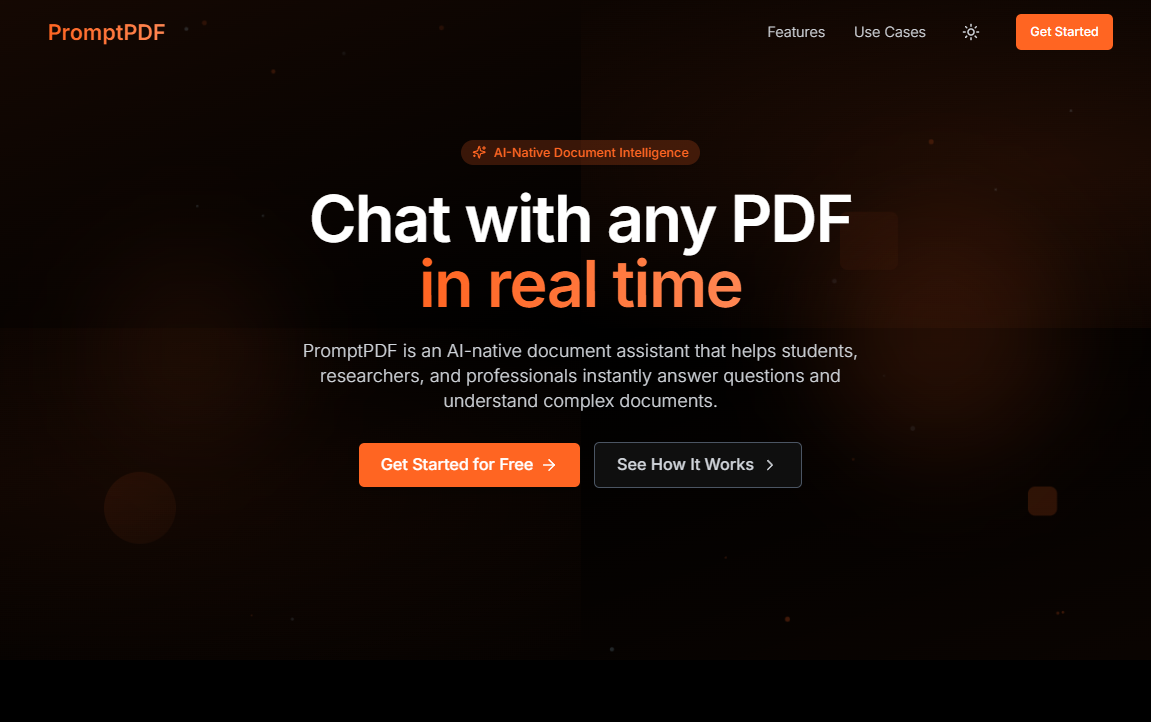 PromptPDF
Features
Use Cases
Get Started
AI-Native Document Intelligence
Chat with any PDF
in real time
PromptPDF is an AI-native document assistant that helps students,
researchers, and professionals instantly answer questions and
understand complex documents.
Get Started for Free
See How It Works